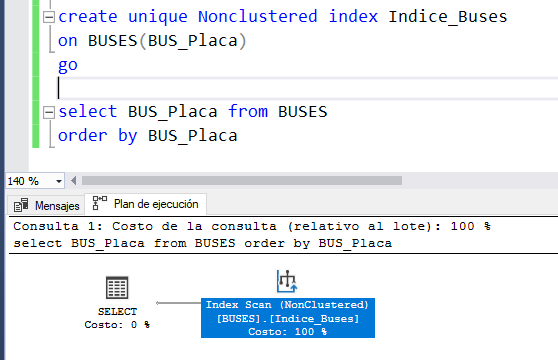 create unique Nonclustered index Indice_Buses
on BUSES(BUS_Placa)
go
select BUS_Placa from BUSES
order by BUS_Placa
140 %
Mensajes Plan de ejecución
Consulta 1: Costo de la consulta (relativo al lote): 100 %
select BUS_Placa from BUSES order by BUS_Placa
SELECT
Costo: 0 %
Index Scan (NonClustered)
[BUSES].[Indice_Buses]
Costo: 100 %